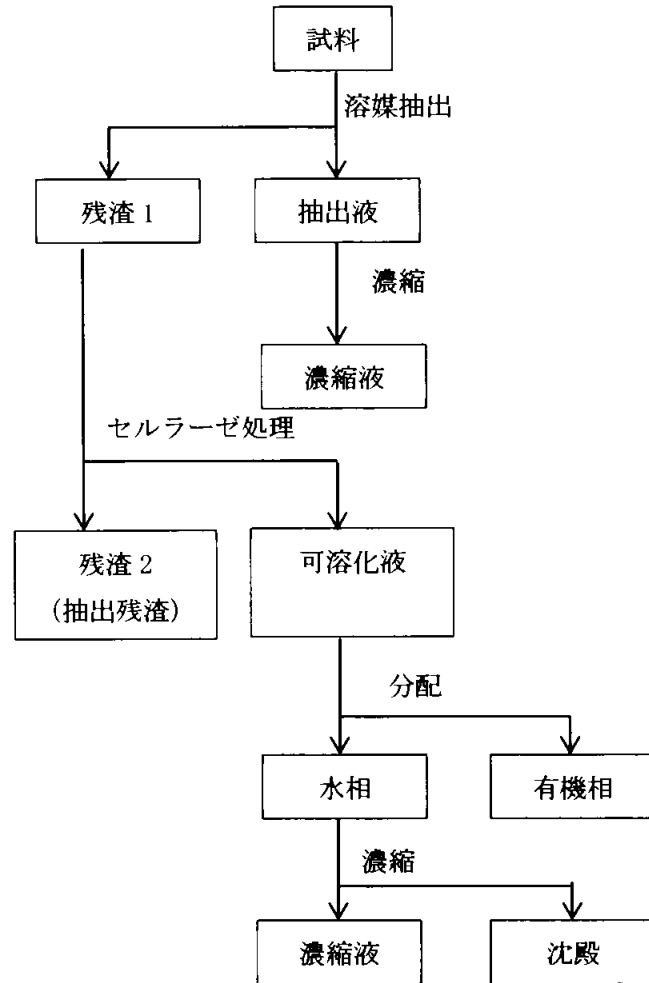 試料
溶媒抽出
残渣 1
抽出液
濃縮
濃縮液
セルラーゼ処理
残渣 2
(抽出残渣)
可溶化液
分配
水相
有機相
濃縮
濃縮液
沈殿